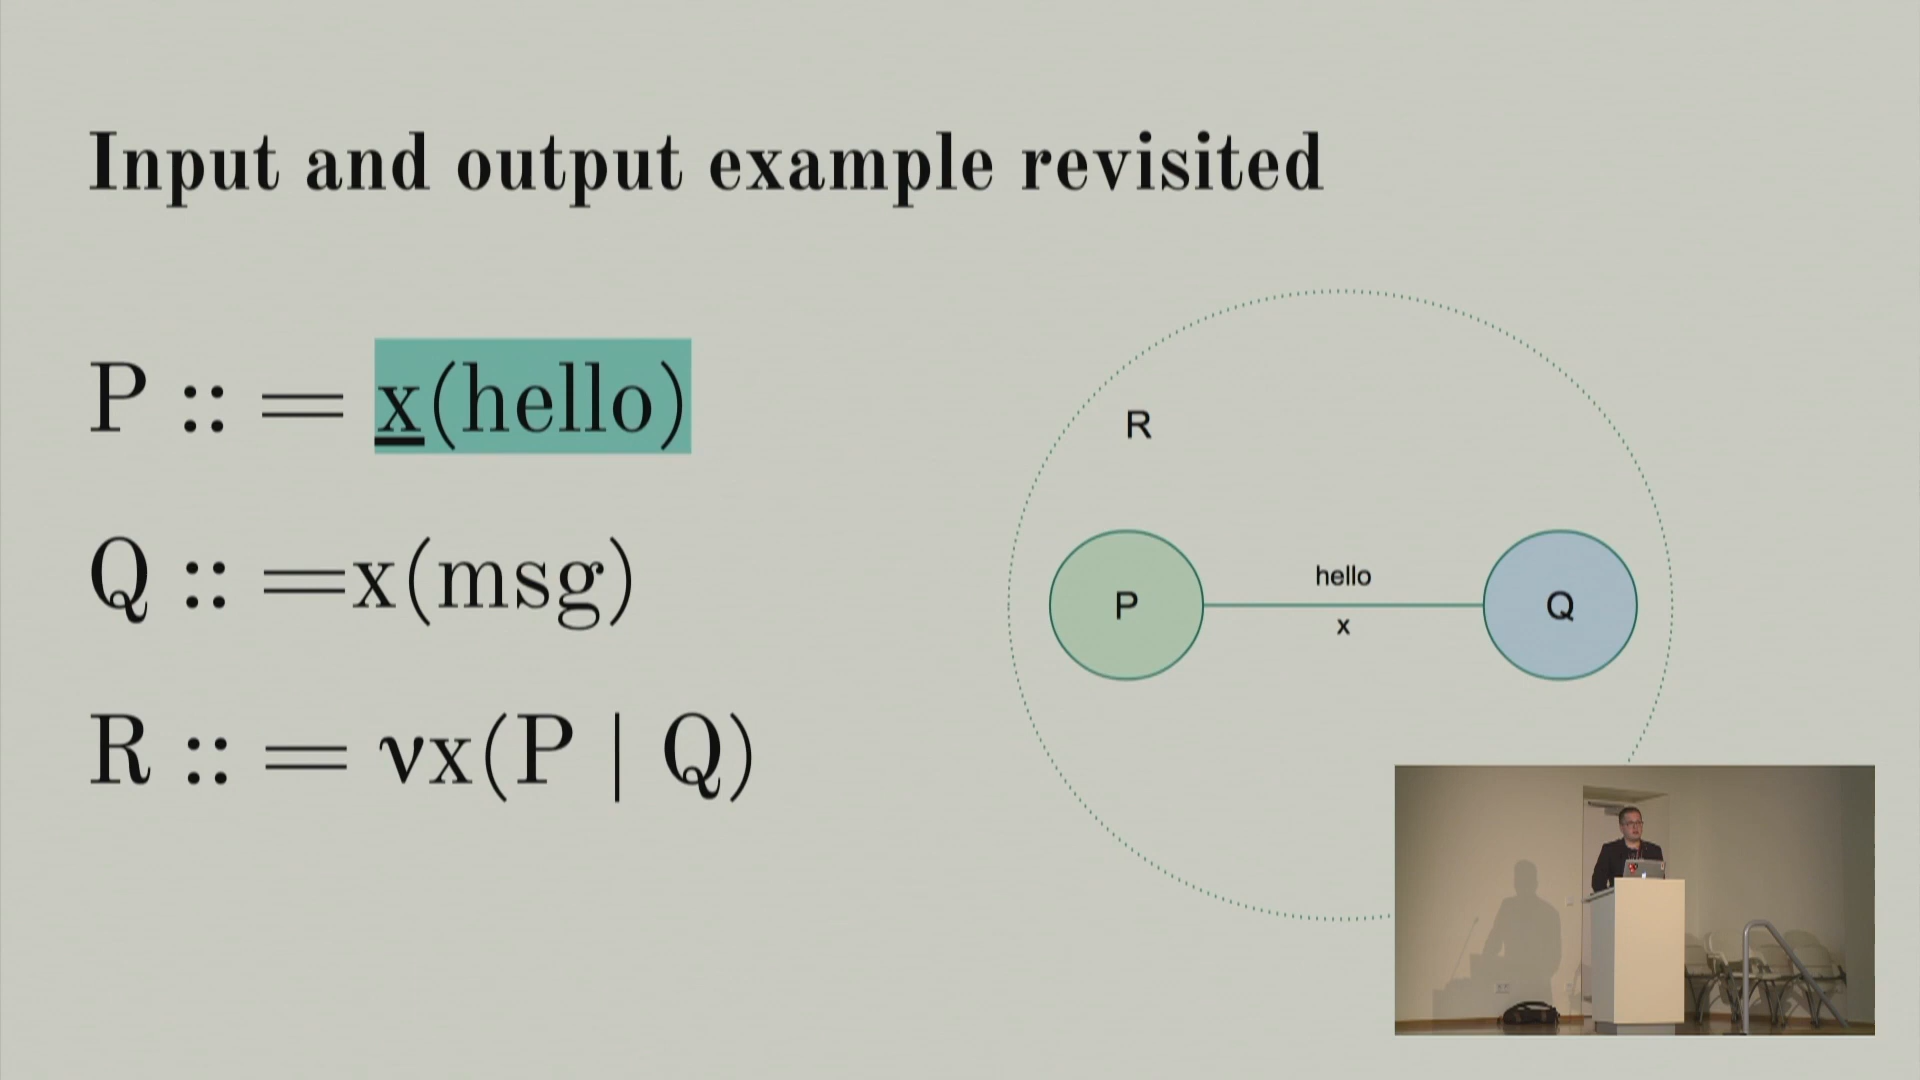 Input and output example revisited
P ::= x(hello)
Q ::=x(msg)
R ::= νx(P | Q)
R
P
hello
x
Q